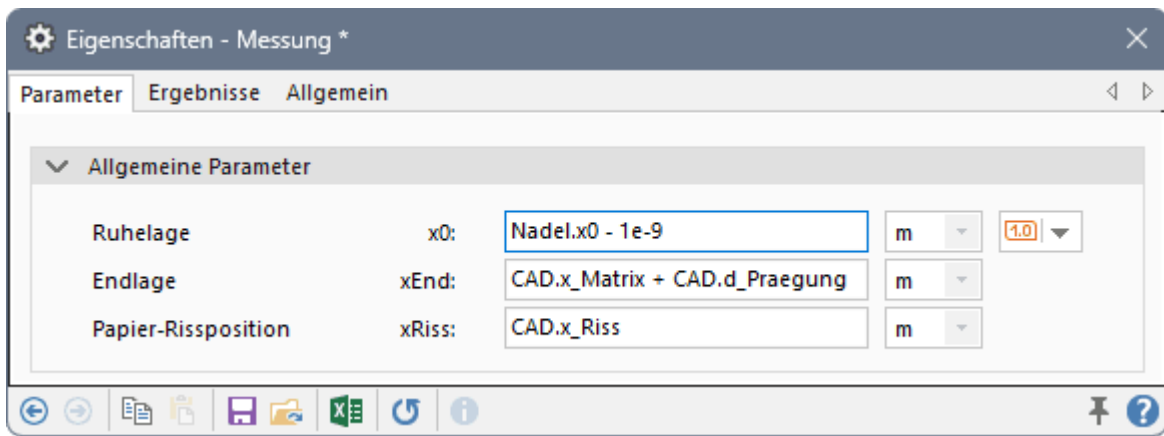 Eigenschaften - Messung *
Parameter Ergebnisse Allgemein
Allgemeine Parameter
Ruhelage x0: Nadel.x0 - 1e-9 m 1.0
Endlage xEnd: CAD.x_Matrix + CAD.d_Praegung m
Papier-Rissposition xRiss: CAD.x_Riss m